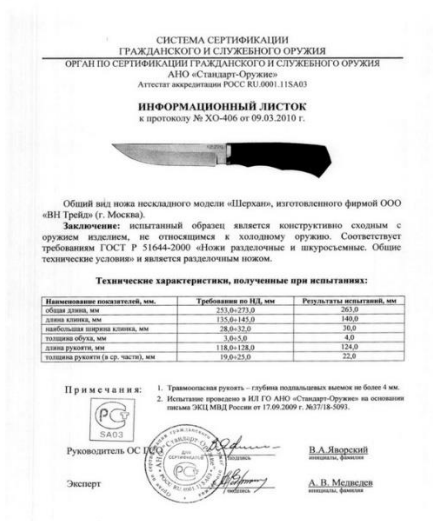 СИСТЕМА СЕРТИФИКАЦИИ
ГРАЖДАНСКОГО И СЛУЖЕБНОГО ОРУЖИЯ
ОРГАН ПО СЕРТИФИКАЦИИ ГРАЖДАНСКОГО И СЛУЖЕБНОГО ОРУЖИЯ
АНО «Стандарт-Оружие»
Аттестат аккредитации РОСС RU.0001.11SA03
ИНФОРМАЦИОННЫЙ ЛИСТОК
к протоколу № ХО-406 от 09.03.2010 г.
Общий вид ножа нескладного модели «Шерхан», изготовленного фирмой ООО
«ВН Трейд» (г. Москва).
Заключение: испытанный образец является конструктивно сходным с
оружием изделием, не относящимся к холодному оружию. Соответствует
требованиям ГОСТ Р 51644-2000 «Ножи разделочные и шкуросъемные. Общие
технические условия» и является разделочным ножом.
Технические характеристики, полученные при испытаниях:
Наименование показателей, мм. Требования по НД, мм Результаты испытаний, мм
общая длина, мм 253,0÷273,0 263,0
длина клинка, мм 135,0÷145,0 140,0
наибольшая ширина клинка, мм 28,0÷32,0 30,0
толщина обуха, мм 3,0÷5,0 4,0
длина рукояти, мм 118,0÷128,0 124,0
толщина рукояти (в ср. части), мм 19,0÷25,0 22,0
Примечания: 1. Травмоопасная рукоять – глубина подпальцевых выемок не более 4 мм.
2. Испытание проведено в ИЛ ГО АНО «Стандарт-Оружие» на основании
письма ЭКЦ МВД России от 17.09.2009 г. №37/18-5093.
SA03
Руководитель ОС ГСО
подпись
В.А.Яворский
инициалы, фамилия
Эксперт
подпись
А. В. Медведев
инициалы, фамилия